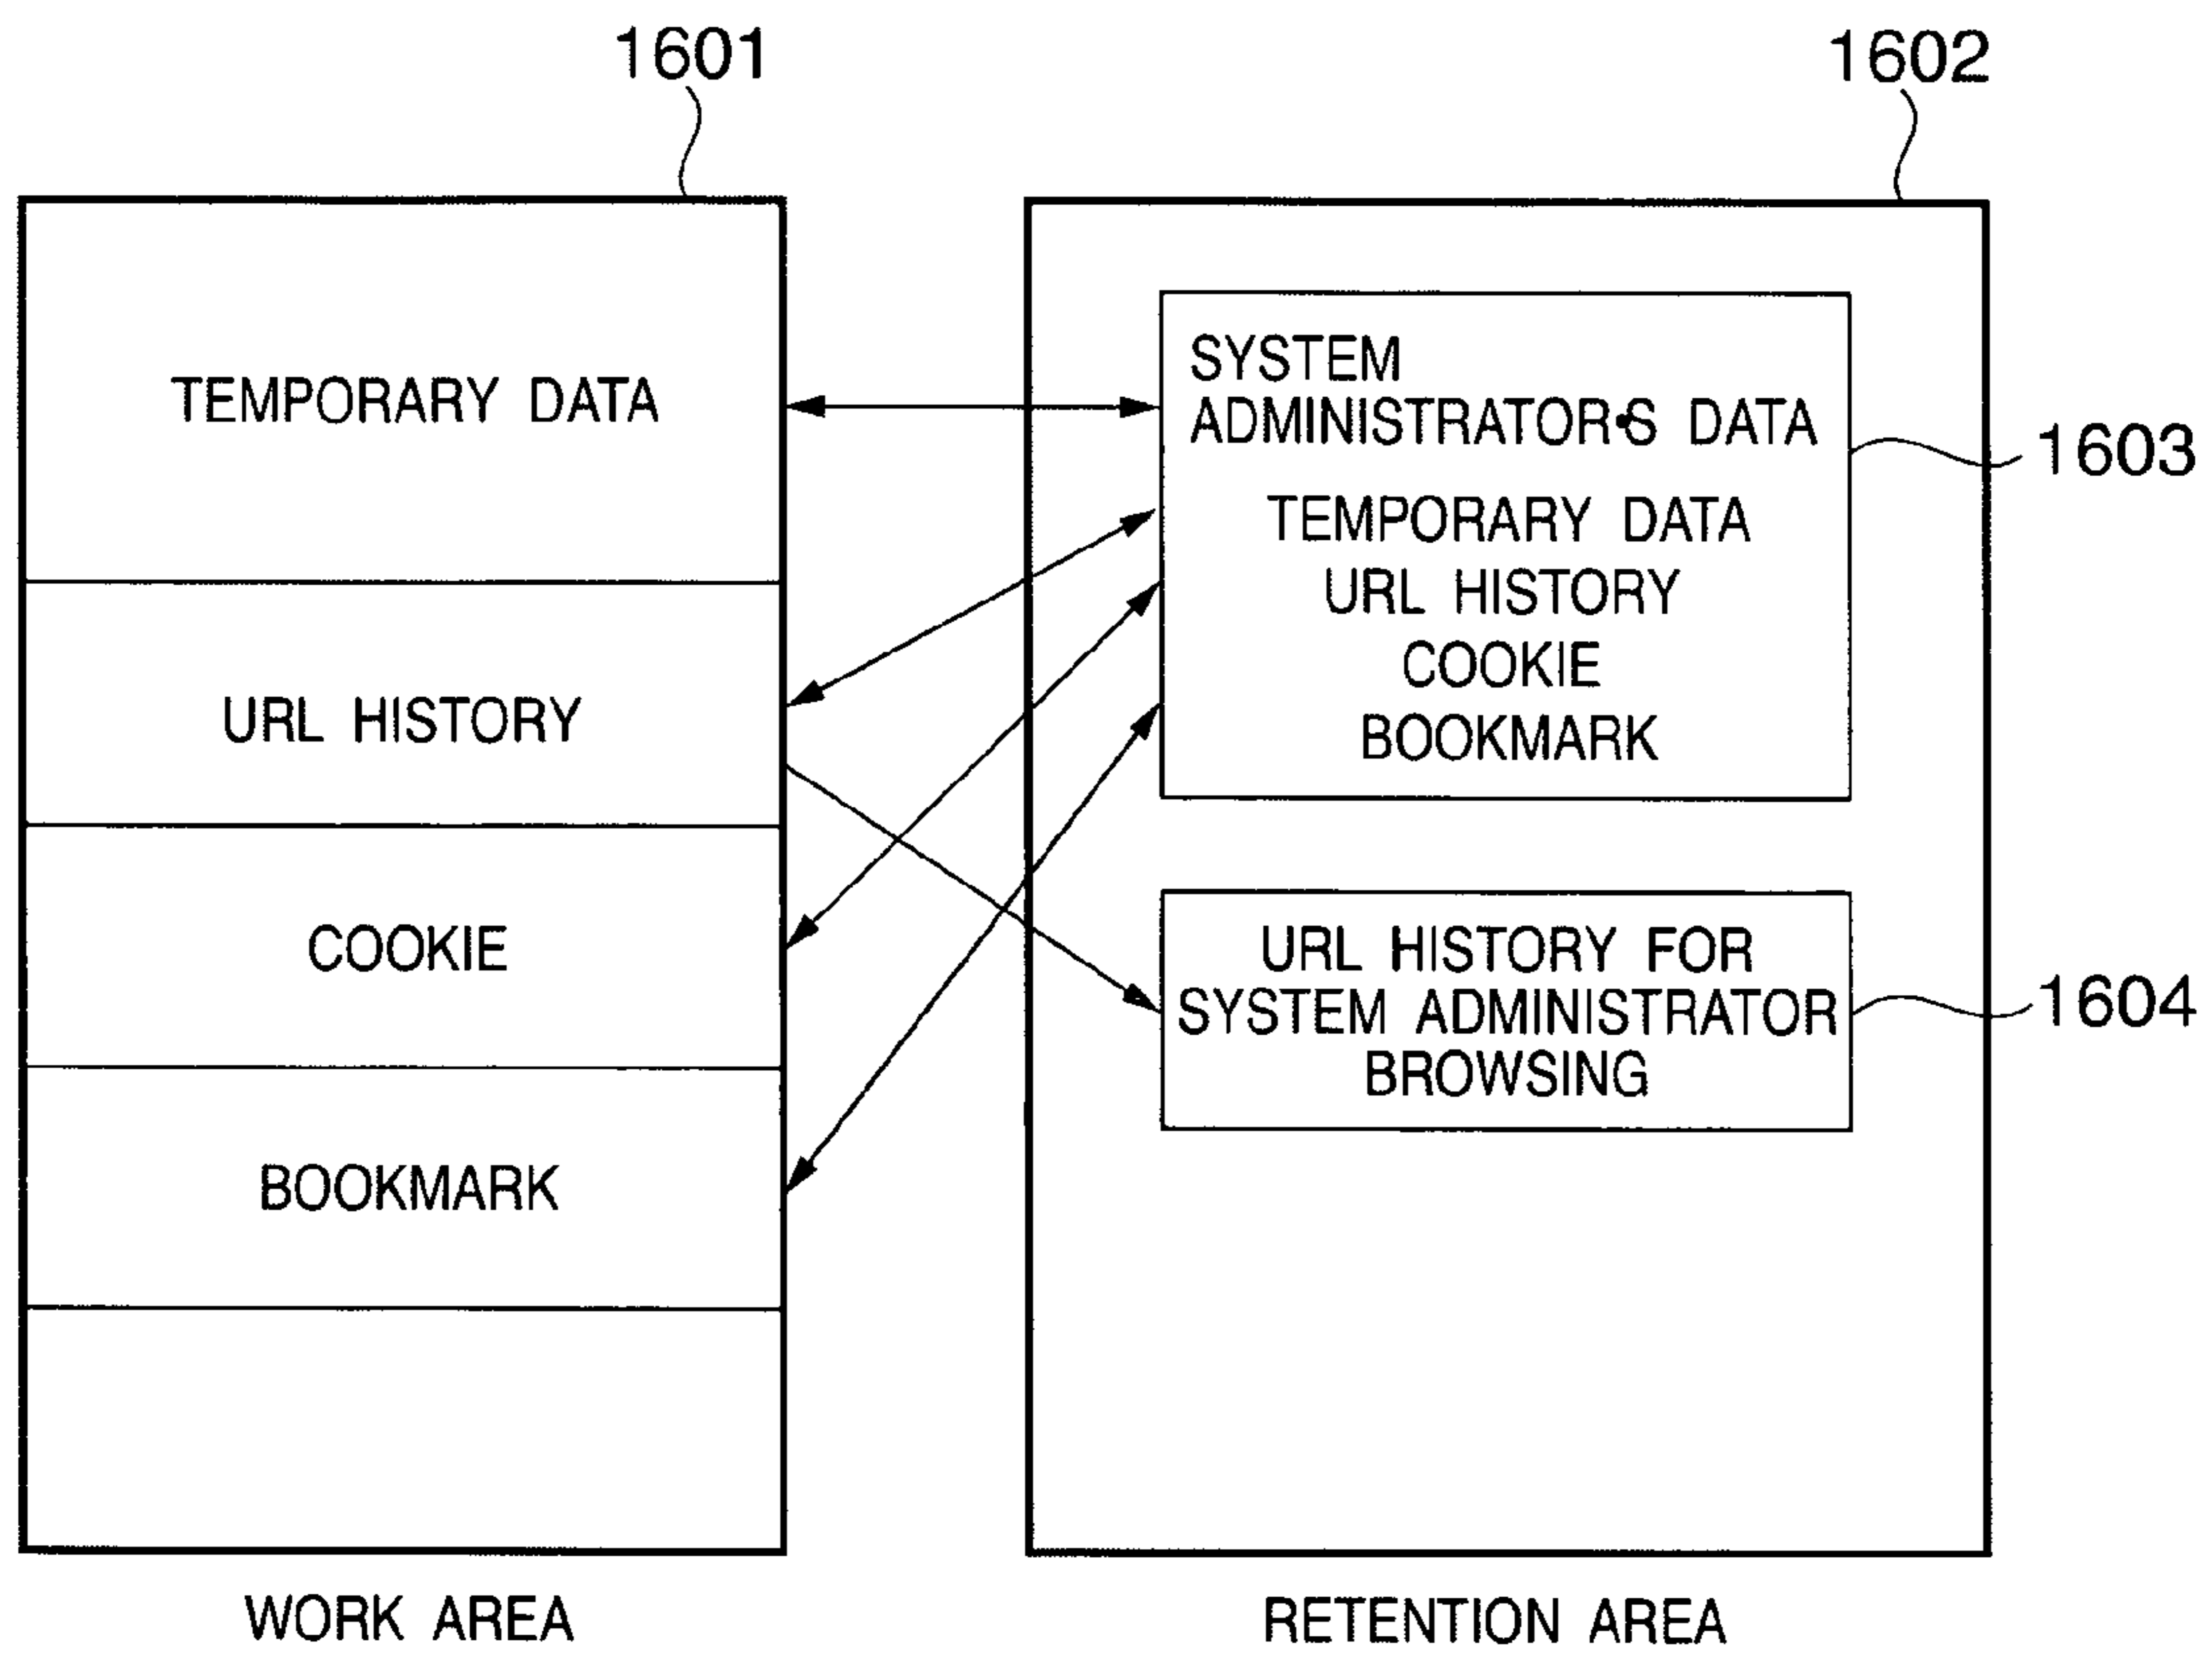 1601
1602
TEMPORARY DATA
URL HISTORY
COOKIE
BOOKMARK
SYSTEM
ADMINISTRATOR•S DATA
TEMPORARY DATA
URL HISTORY
COOKIE
BOOKMARK
1603
URL HISTORY FOR
SYSTEM ADMINISTRATOR
BROWSING
1604
WORK AREA
RETENTION AREA